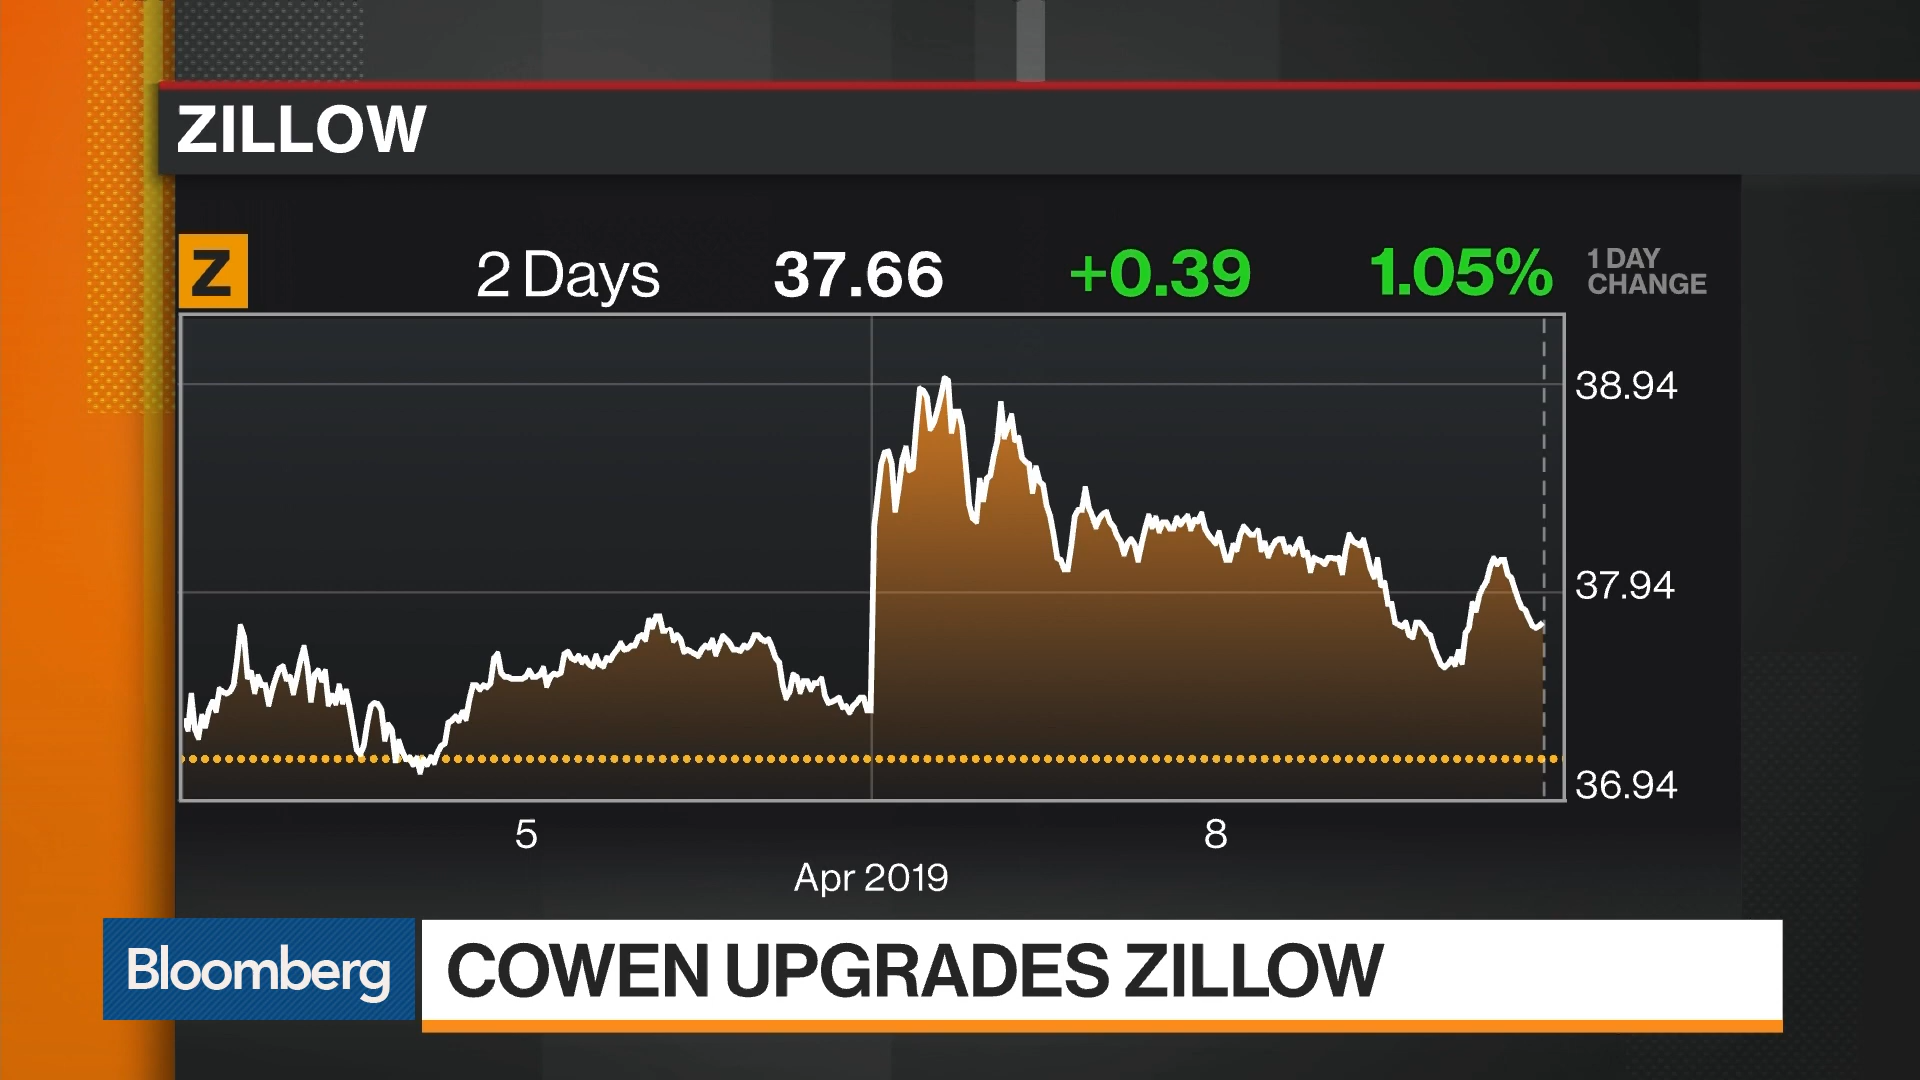 ZILLOW
Z 2 Days 37.66 +0.39 1.05% 1 DAY CHANGE
38.94
37.94
36.94
5 8
Apr 2019
Bloomberg COWEN UPGRADES ZILLOW